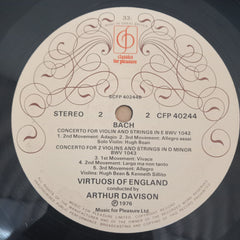 33
classics
for pleasure
SCFP 40244B
STEREO 2 2 CFP 40244
BACH
CONCERTO FOR VIOLIN AND STRINGS IN E BWV 1042
1. 2nd Movement: Adagio 2. 3rd Movement: Allegro assai
Solo Violin: Hugh Bean
CONCERTO FOR 2 VIOLINS AND STRINGS IN D MINOR
BWV 1043
3. 1st Movement: Vivace
4. 2nd Movement: Largo ma non tanto
5. 3rd Movement: Allegro
Violins: Hugh Bean & Kenneth Sillito
VIRTUOSI OF ENGLAND
conducted by
ARTHUR DAVISON
℗ 1976
Music for Pleasure Ltd.